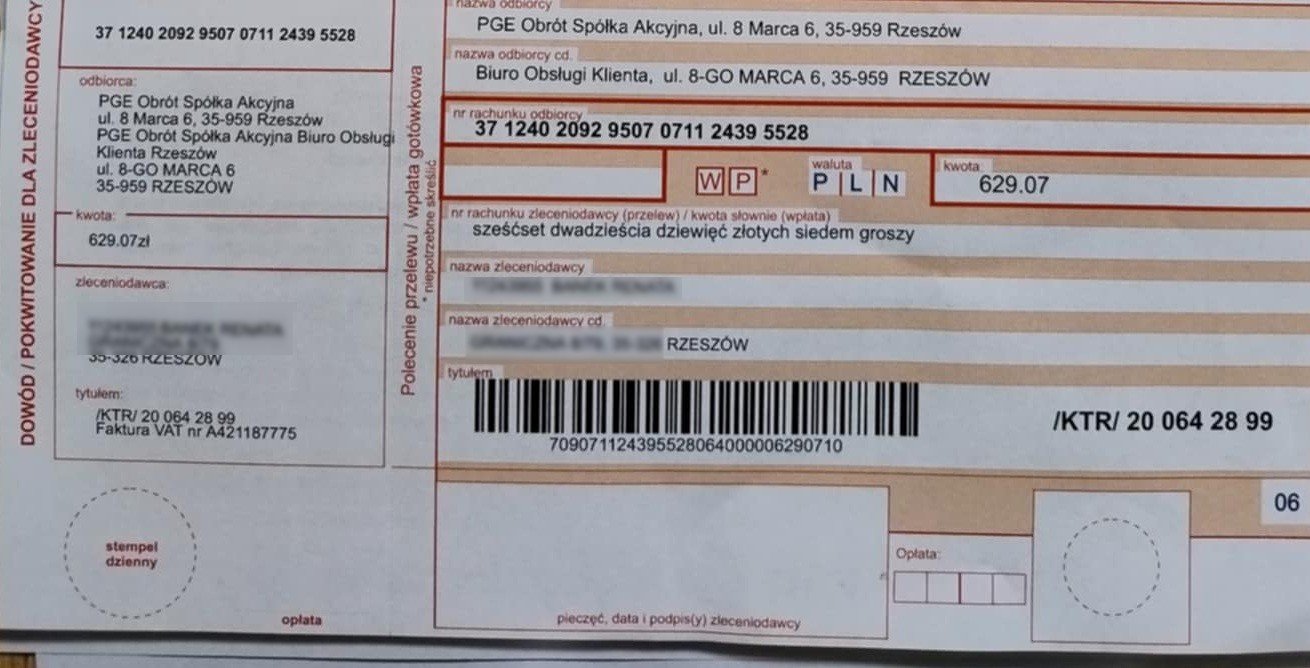 DOWÓD / POKWITOWANIE DLA ZLECENIODAWCY
37 1240 2092 9507 0711 2439 5528
odbiorca:
PGE Obrót Spółka Akcyjna
ul. 8 Marca 6, 35-959 Rzeszów
PGE Obrót Spółka Akcyjna Biuro Obsługi
Klienta Rzeszów
ul. 8-GO MARCA 6
35-959 RZESZÓW
kwota:
629.07zł
zleceniodawca:
35-326 RZESZOW
tytułem:
/KTR/ 20 064 28 99
Faktura VAT nr A421187775
stempel
dzienny
opłata
Polecenie przelewu / wpłata gotówkowa
* niepotrzebne skreślić
nazwa odbiorcy
PGE Obrót Spółka Akcyjna, ul. 8 Marca 6, 35-959 Rzeszów
nazwa odbiorcy cd.
Biuro Obsługi Klienta, ul. 8-GO MARCA 6, 35-959 RZESZÓW
nr rachunku odbiorcy
37 1240 2092 9507 0711 2439 5528
W P *
waluta
P L N
kwota
629.07
nr rachunku zleceniodawcy (przelew) / kwota słownie (wpłata)
sześćset dwadzieścia dziewięć złotych siedem groszy
nazwa zleceniodawcy
nazwa zleceniodawcy cd.
RZESZÓW
tytułem
709071124395528064000006290710
/KTR/ 20 064 28 99
06
Opłata:
pieczęć, data i podpis(y) zleceniodawcy